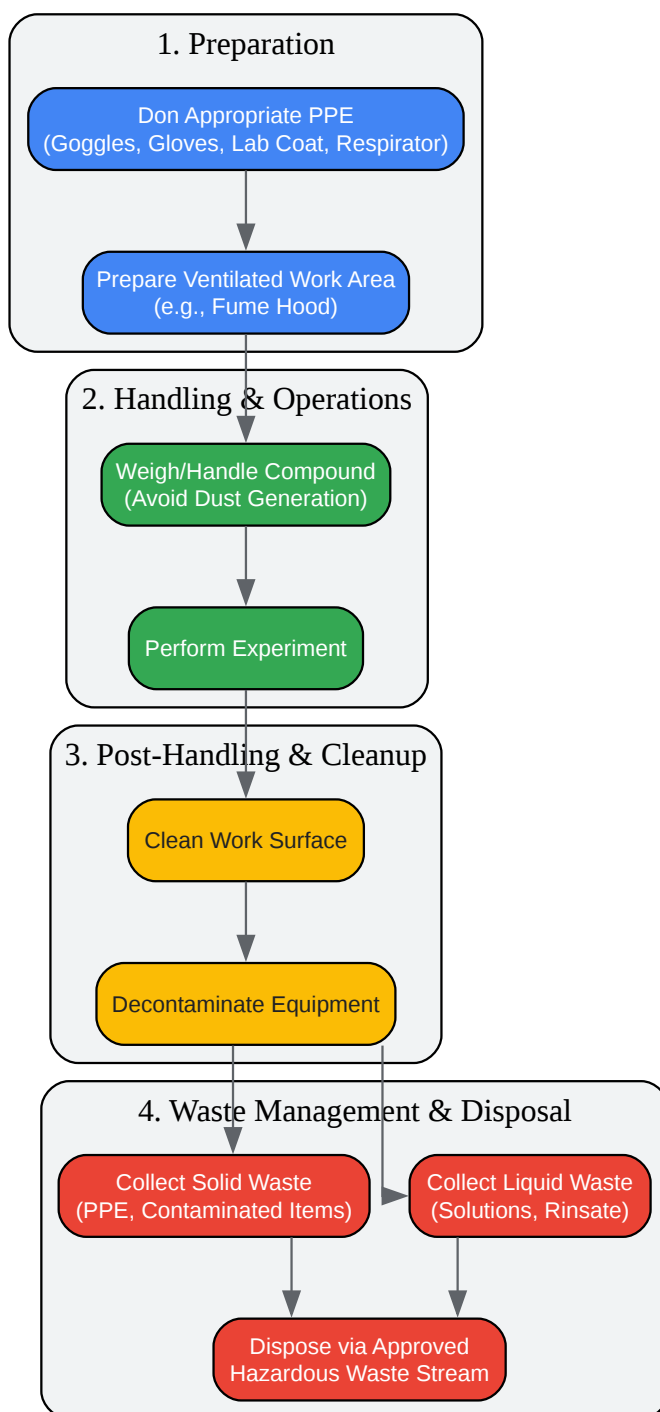 1. Preparation
Don Appropriate PPE
(Goggles, Gloves, Lab Coat, Respirator)
Prepare Ventilated Work Area
(e.g., Fume Hood)
2. Handling & Operations
Weigh/Handle Compound
(Avoid Dust Generation)
Perform Experiment
3. Post-Handling & Cleanup
Clean Work Surface
Decontaminate Equipment
4. Waste Management & Disposal
Collect Solid Waste
(PPE, Contaminated Items)
Collect Liquid Waste
(Solutions, Rinsate)
Dispose via Approved
Hazardous Waste Stream